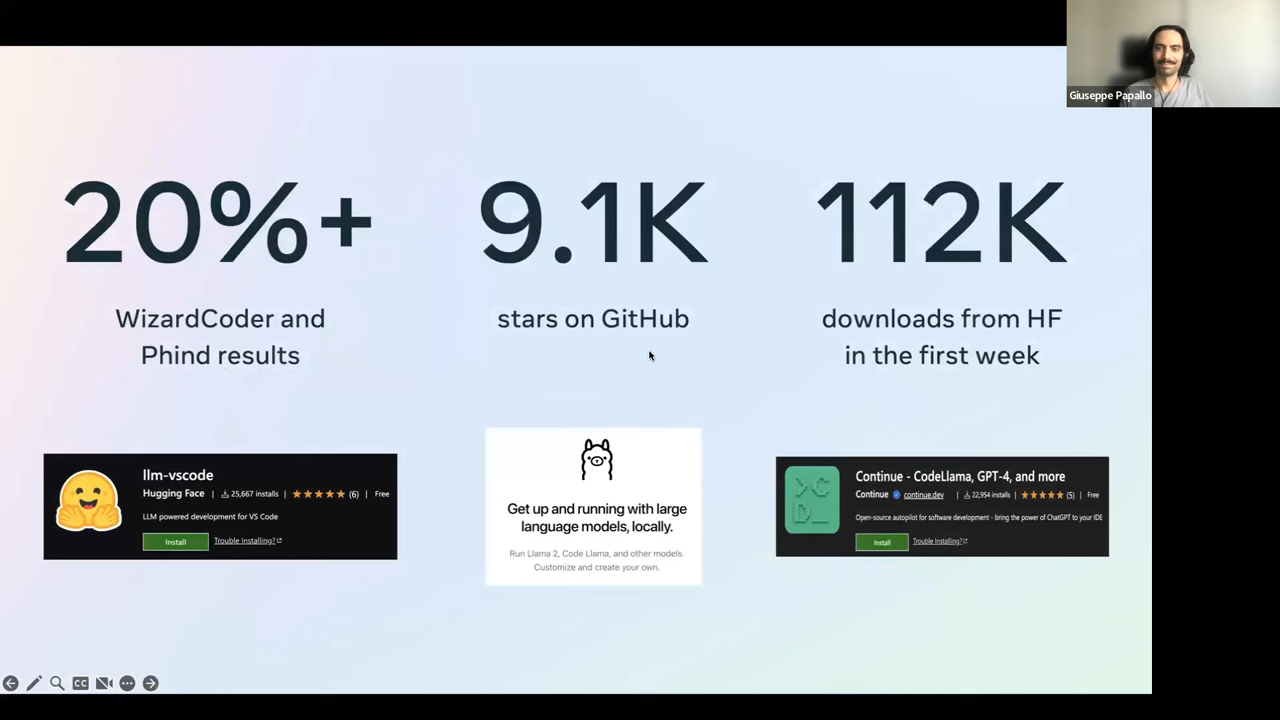 Giuseppe Papallo
20%+
WizardCoder and
Phind results
9.1K
stars on GitHub
112K
downloads from HF
in the first week
llm-vscode
Hugging Face | 25,667 installs | ★★★★★ (6) | Free
LLM powered development for VS Code
Install Trouble Installing?
Get up and running with large
language models, locally.
Run Llama 2, Code Llama, and other models.
Customize and create your own.
>CD_
Continue - CodeLlama, GPT-4, and more
Continue continue.dev | 22,954 installs | ★★★★★ (5) | Free
Open-source autopilot for software development - bring the power of ChatGPT to your IDE
Install Trouble Installing?
CC